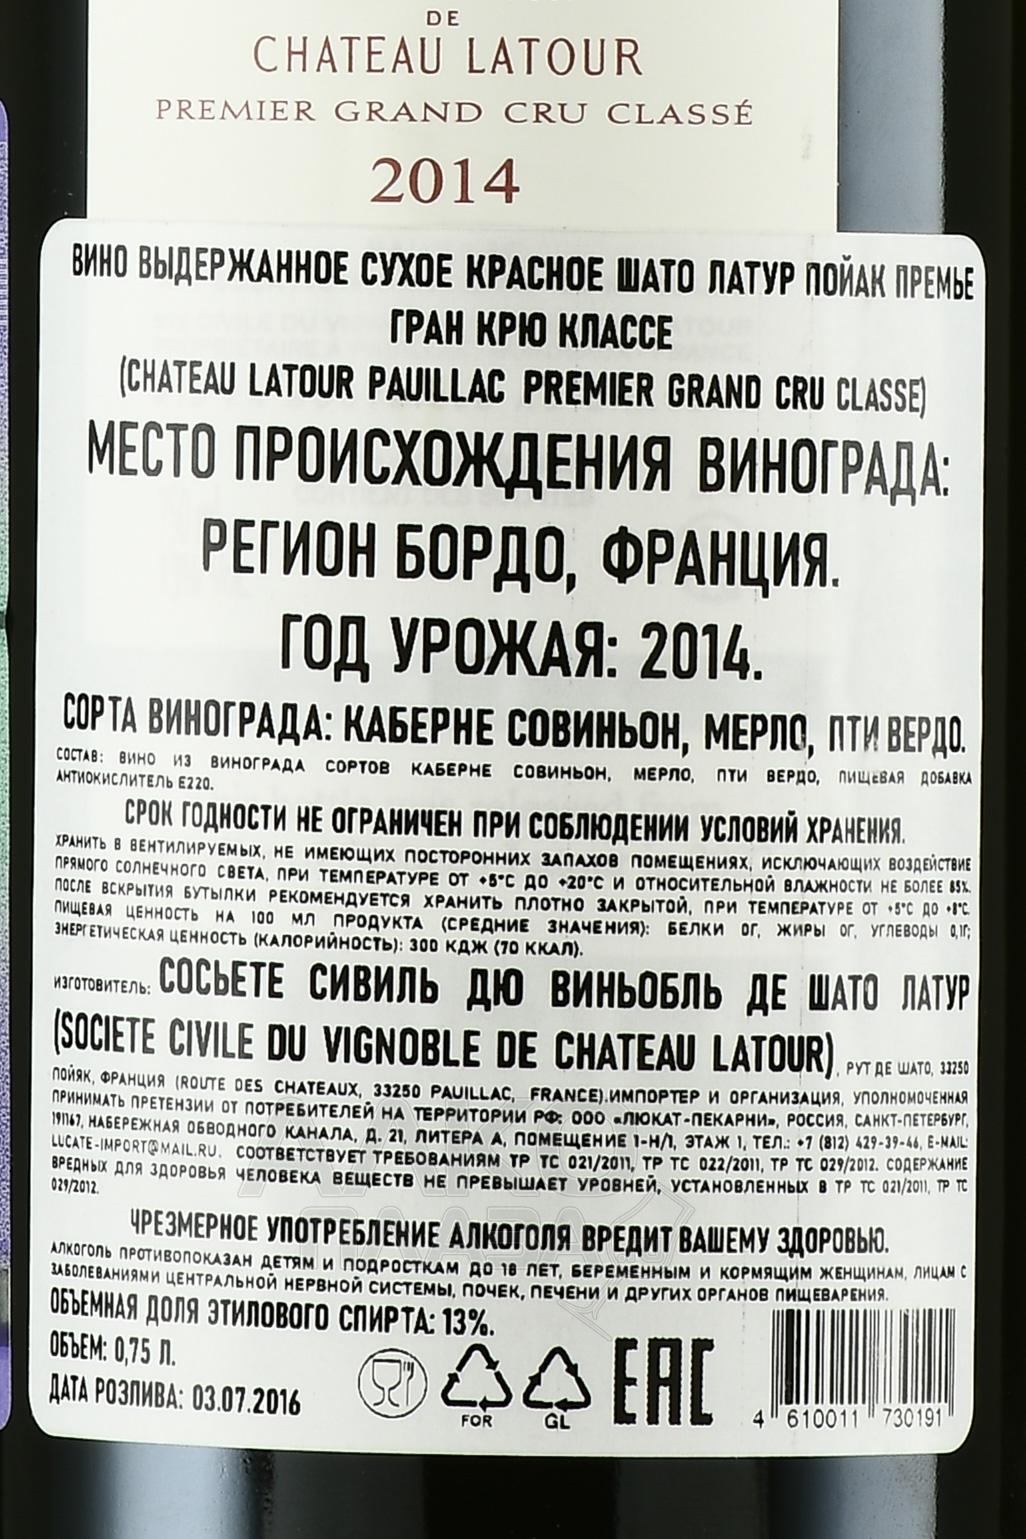 DE
CHATEAU LATOUR
PREMIER GRAND CRU CLASSÉ
2014
ВИНО ВЫДЕРЖАННОЕ СУХОЕ КРАСНОЕ ШАТО ЛАТУР ПОЙАК ПРЕМЬЕ
ГРАН КРЮ КЛАССЕ
(CHATEAU LATOUR PAUILLAC PREMIER GRAND CRU CLASSE)
МЕСТО ПРОИСХОЖДЕНИЯ ВИНОГРАДА:
РЕГИОН БОРДО, ФРАНЦИЯ.
ГОД УРОЖАЯ: 2014.
СОРТА ВИНОГРАДА: КАБЕРНЕ СОВИНЬОН, МЕРЛО, ПТИ ВЕРДО.
СОСТАВ: ВИНО ИЗ ВИНОГРАДА СОРТОВ КАБЕРНЕ СОВИНЬОН, МЕРЛО, ПТИ ВЕРДО, ПИЩЕВАЯ ДОБАВКА
АНТИОКИСЛИТЕЛЬ Е220.
СРОК ГОДНОСТИ НЕ ОГРАНИЧЕН ПРИ СОБЛЮДЕНИИ УСЛОВИЙ ХРАНЕНИЯ.
ХРАНИТЬ В ВЕНТИЛИРУЕМЫХ, НЕ ИМЕЮЩИХ ПОСТОРОННИХ ЗАПАХОВ ПОМЕЩЕНИЯХ, ИСКЛЮЧАЮЩИХ ВОЗДЕЙСТВИЕ
ПРЯМОГО СОЛНЕЧНОГО СВЕТА, ПРИ ТЕМПЕРАТУРЕ ОТ +5°С ДО +20°С И ОТНОСИТЕЛЬНОЙ ВЛАЖНОСТИ НЕ БОЛЕЕ 85%.
ПОСЛЕ ВСКРЫТИЯ БУТЫЛКИ РЕКОМЕНДУЕТСЯ ХРАНИТЬ ПЛОТНО ЗАКРЫТОЙ, ПРИ ТЕМПЕРАТУРЕ ОТ +5°С ДО +8°С.
ПИЩЕВАЯ ЦЕННОСТЬ НА 100 МЛ ПРОДУКТА (СРЕДНИЕ ЗНАЧЕНИЯ): БЕЛКИ 0Г, ЖИРЫ 0Г, УГЛЕВОДЫ 0,1Г;
ЭНЕРГЕТИЧЕСКАЯ ЦЕННОСТЬ (КАЛОРИЙНОСТЬ): 300 КДЖ (70 ККАЛ).
ИЗГОТОВИТЕЛЬ: СОСЬЕТЕ СИВИЛЬ ДЮ ВИНЬОБЛЬ ДЕ ШАТО ЛАТУР
(SOCIETE CIVILE DU VIGNOBLE DE CHATEAU LATOUR), РУТ ДЕ ШАТО, 33250
ПОЙЯК, ФРАНЦИЯ (ROUTE DES CHATEAUX, 33250 PAUILLAC, FRANCE).ИМПОРТЕР И ОРГАНИЗАЦИЯ, УПОЛНОМОЧЕННАЯ
ПРИНИМАТЬ ПРЕТЕНЗИИ ОТ ПОТРЕБИТЕЛЕЙ НА ТЕРРИТОРИИ РФ: ООО «ЛЮКАТ-ПЕКАРНИ», РОССИЯ, САНКТ-ПЕТЕРБУРГ,
191167, НАБЕРЕЖНАЯ ОБВОДНОГО КАНАЛА, Д. 21, ЛИТЕРА А, ПОМЕЩЕНИЕ 1-Н/1, ЭТАЖ 1, ТЕЛ.: +7 (812) 429-39-46, E-MAIL:
LUCATE-IMPORT@MAIL.RU. СООТВЕТСТВУЕТ ТРЕБОВАНИЯМ ТР ТС 021/2011, ТР ТС 022/2011, ТР ТС 029/2012. СОДЕРЖАНИЕ
ВРЕДНЫХ ДЛЯ ЗДОРОВЬЯ ЧЕЛОВЕКА ВЕЩЕСТВ НЕ ПРЕВЫШАЕТ УРОВНЕЙ, УСТАНОВЛЕННЫХ В ТР ТС 021/2011, ТР ТС
029/2012.
ЧРЕЗМЕРНОЕ УПОТРЕБЛЕНИЕ АЛКОГОЛЯ ВРЕДИТ ВАШЕМУ ЗДОРОВЬЮ.
АЛКОГОЛЬ ПРОТИВОПОКАЗАН ДЕТЯМ И ПОДРОСТКАМ ДО 18 ЛЕТ, БЕРЕМЕННЫМ И КОРМЯЩИМ ЖЕНЩИНАМ, ЛИЦАМ С
ЗАБОЛЕВАНИЯМИ ЦЕНТРАЛЬНОЙ НЕРВНОЙ СИСТЕМЫ, ПОЧЕК, ПЕЧЕНИ И ДРУГИХ ОРГАНОВ ПИЩЕВАРЕНИЯ.
ОБЪЕМНАЯ ДОЛЯ ЭТИЛОВОГО СПИРТА: 13%.
ОБЪЕМ: 0,75 Л.
ДАТА РОЗЛИВА: 03.07.2016
FOR
GL
EAC
4 610011 730191